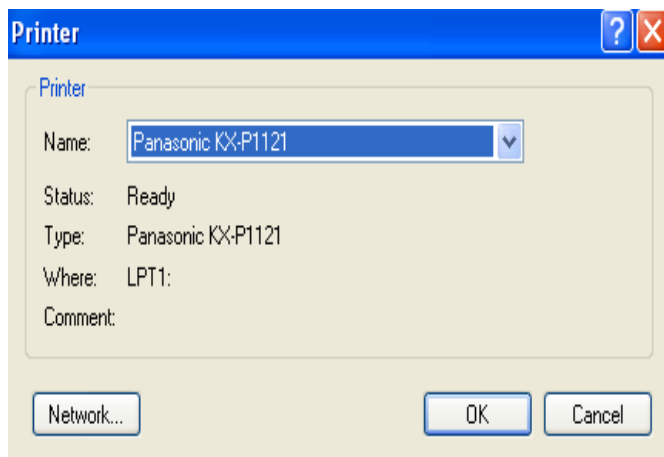 Printer
Printer
Name: Panasonic KX-P1121
Status: Ready
Type: Panasonic KX-P1121
Where: LPT1:
Comment:
Network... OK Cancel